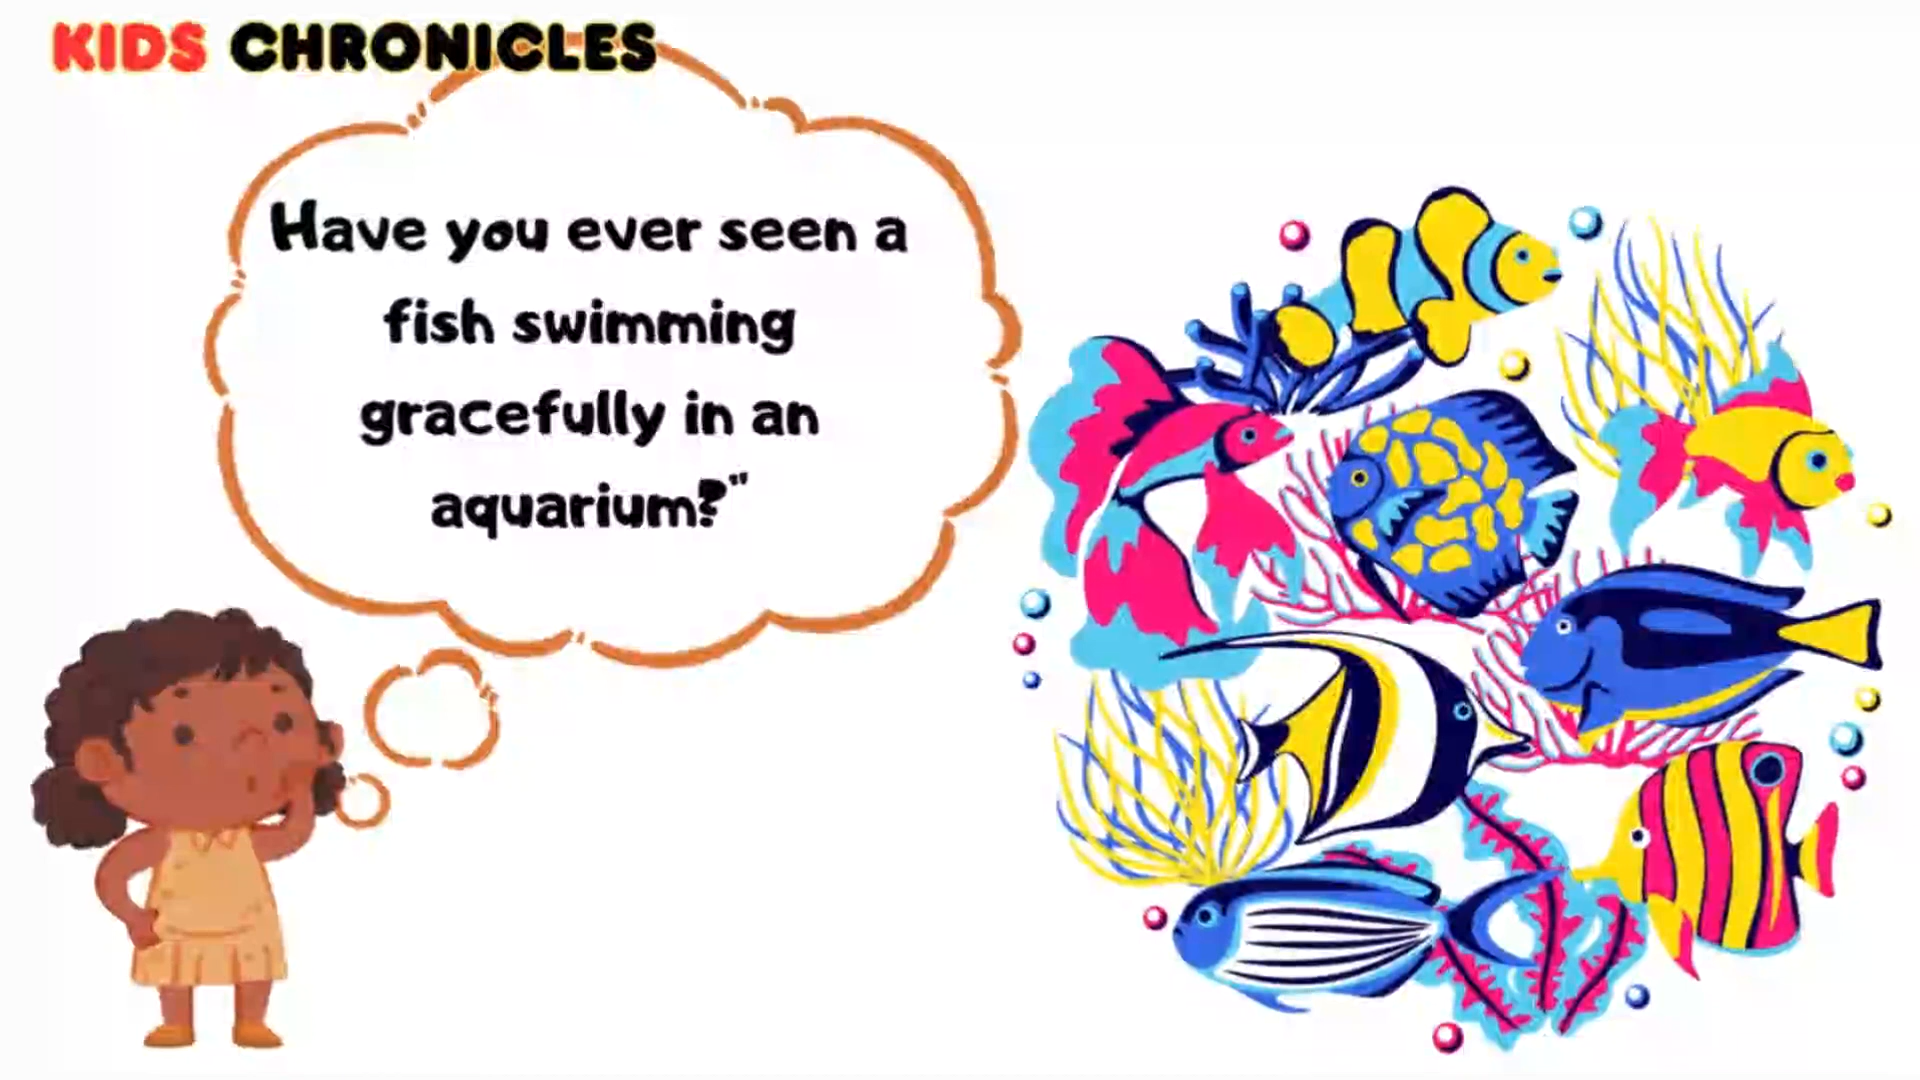 KIDS CHRONICLES
Have you ever seen a
fish swimming
gracefully in an
aquarium?"